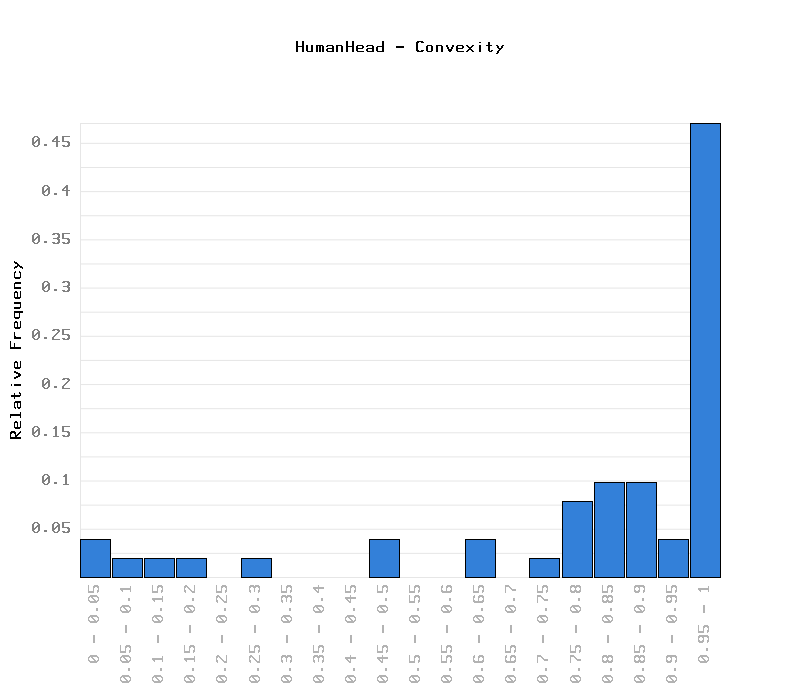 HumanHead - Convexity
Relative Frequency
0.45
0.4
0.35
0.3
0.25
0.2
0.15
0.1
0.05
0 - 0.05
0.05 - 0.1
0.1 - 0.15
0.15 - 0.2
0.2 - 0.25
0.25 - 0.3
0.3 - 0.35
0.35 - 0.4
0.4 - 0.45
0.45 - 0.5
0.5 - 0.55
0.55 - 0.6
0.6 - 0.65
0.65 - 0.7
0.7 - 0.75
0.75 - 0.8
0.8 - 0.85
0.85 - 0.9
0.9 - 0.95
0.95 - 1